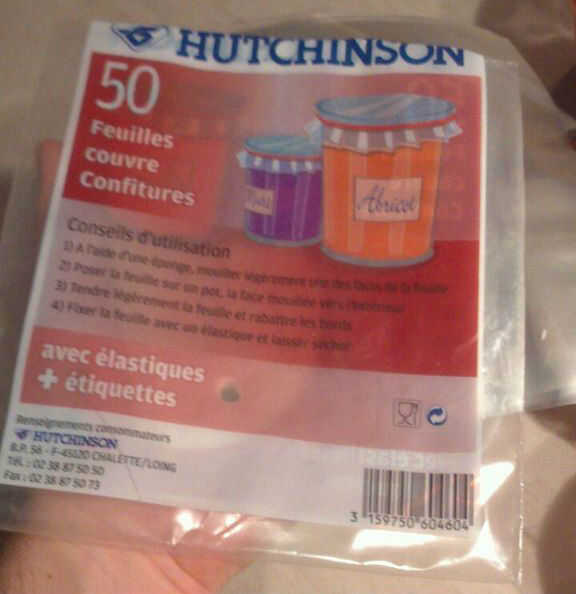 HUTCHINSON
50
Feuilles
couvre
Confitures
Abricot
Conseils d'utilisation
1) A l'aide d'une éponge, mouiller légèrement une des faces de la feuille
2) Poser la feuille sur un pot, la face mouillée vers l'extérieur
3) Tendre légèrement la feuille et rabattre les bords
4) Fixer la feuille avec un élastique et laisser sécher
avec élastiques
+ étiquettes
Renseignements consommateurs
HUTCHINSON
B.P. 56 - F-45120 CHALETTE/LOING
Tél. : 02 38 87 50 50
Fax : 02 38 87 50 73
3 159750 604604